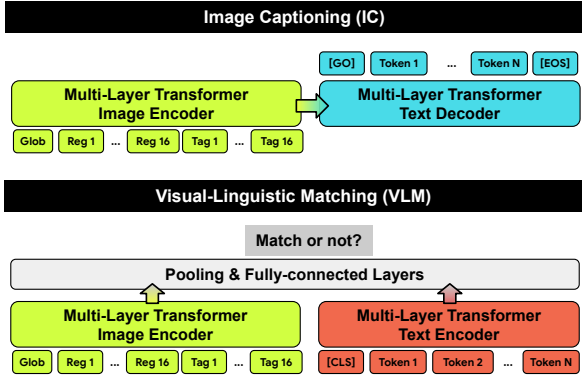 Image Captioning (IC)
[GO] Token 1 ... Token N [EOS]
Multi-Layer Transformer
Image Encoder
Multi-Layer Transformer
Text Decoder
Glob Reg 1 ... Reg 16 Tag 1 ... Tag 16
Visual-Linguistic Matching (VLM)
Match or not?
Pooling & Fully-connected Layers
Multi-Layer Transformer
Image Encoder
Multi-Layer Transformer
Text Encoder
Glob Reg 1 ... Reg 16 Tag 1 ... Tag 16
[CLS] Token 1 Token 2 ... Token N